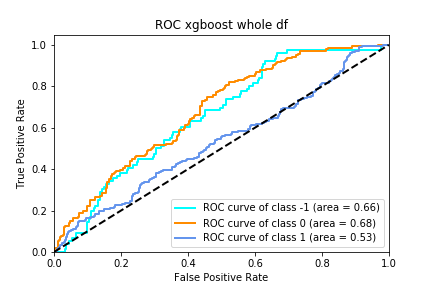 ROC xgboost whole df
1.0
0.8
0.6
0.4
0.2
0.0
True Positive Rate
ROC curve of class -1 (area = 0.66)
ROC curve of class 0 (area = 0.68)
ROC curve of class 1 (area = 0.53)
0.0 0.2 0.4 0.6 0.8 1.0
False Positive Rate